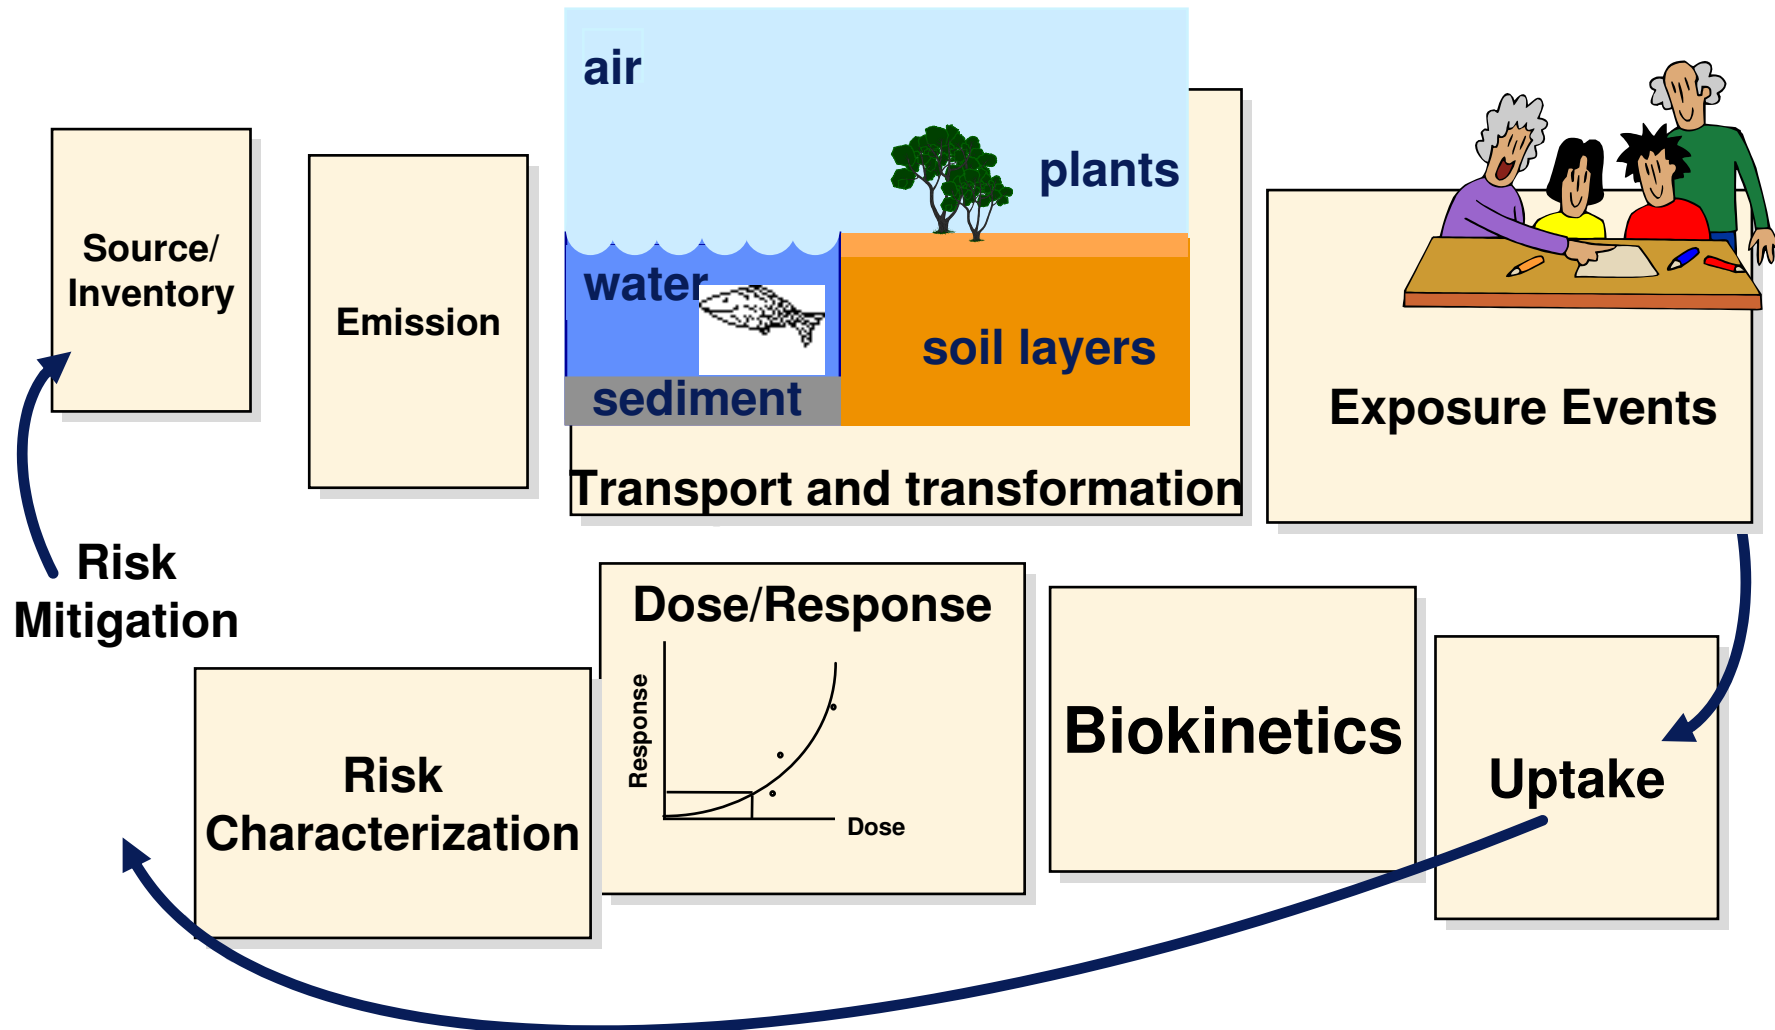 air
plants
Source/
Inventory
Emission
water
soil layers
sediment
Transport and transformation
Exposure Events
Risk
Mitigation
Dose/Response
Response
Dose
Biokinetics
Uptake
Risk
Characterization